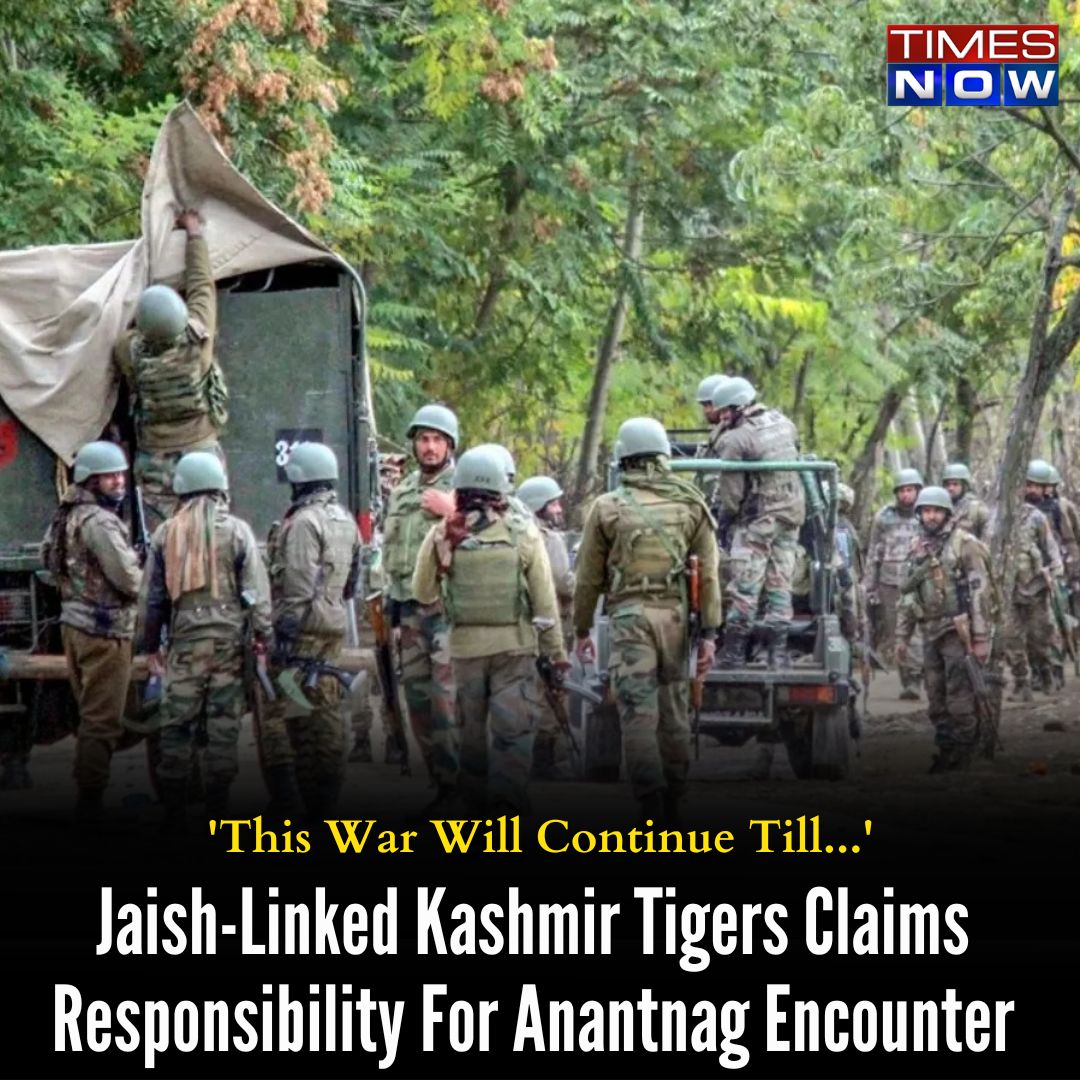 TIMES
NOW
'This War Will Continue Till...'
Jaish-Linked Kashmir Tigers Claims
Responsibility For Anantnag Encounter